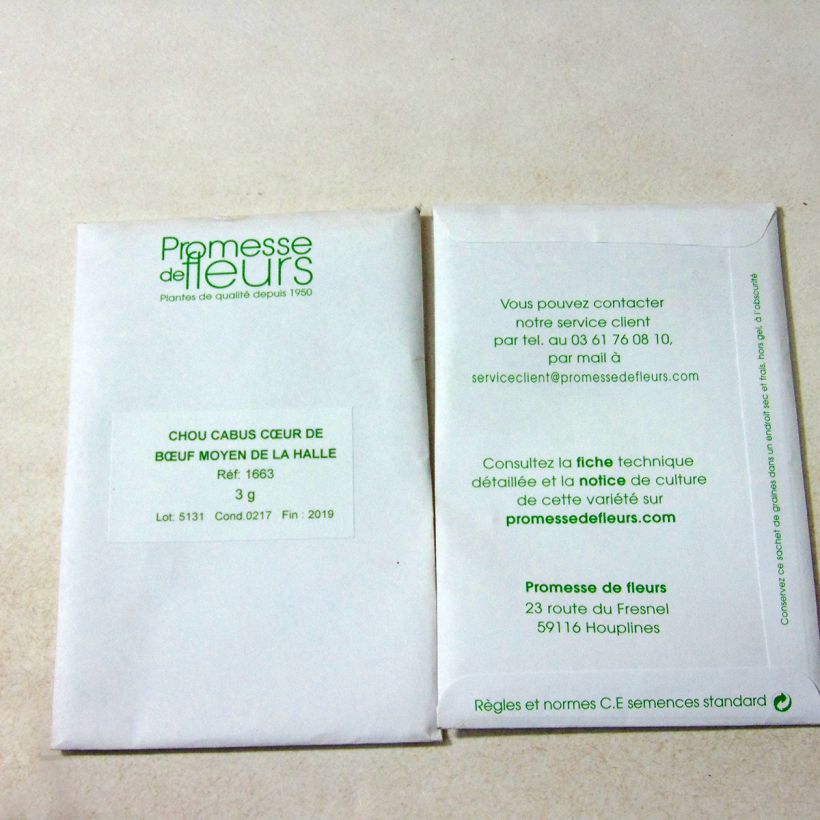 Promesse
de fleurs
Plantes de qualité depuis 1950
CHOU CABUS CŒUR DE
BŒUF MOYEN DE LA HALLE
Réf: 1663
3 g
Lot: 5131 Cond.0217 Fin : 2019
Vous pouvez contacter
notre service client
par tel. au 03 61 76 08 10,
par mail à
serviceclient@promessedefleurs.com
Consultez la fiche technique
détaillée et la notice de culture
de cette variété sur
promessedefleurs.com
Promesse de fleurs
23 route du Fresnel
59116 Houplines
Règles et normes C.E semences standard
Conservez ce sachet de graines dans un endroit sec et frais, hors gel, à l'obscurité